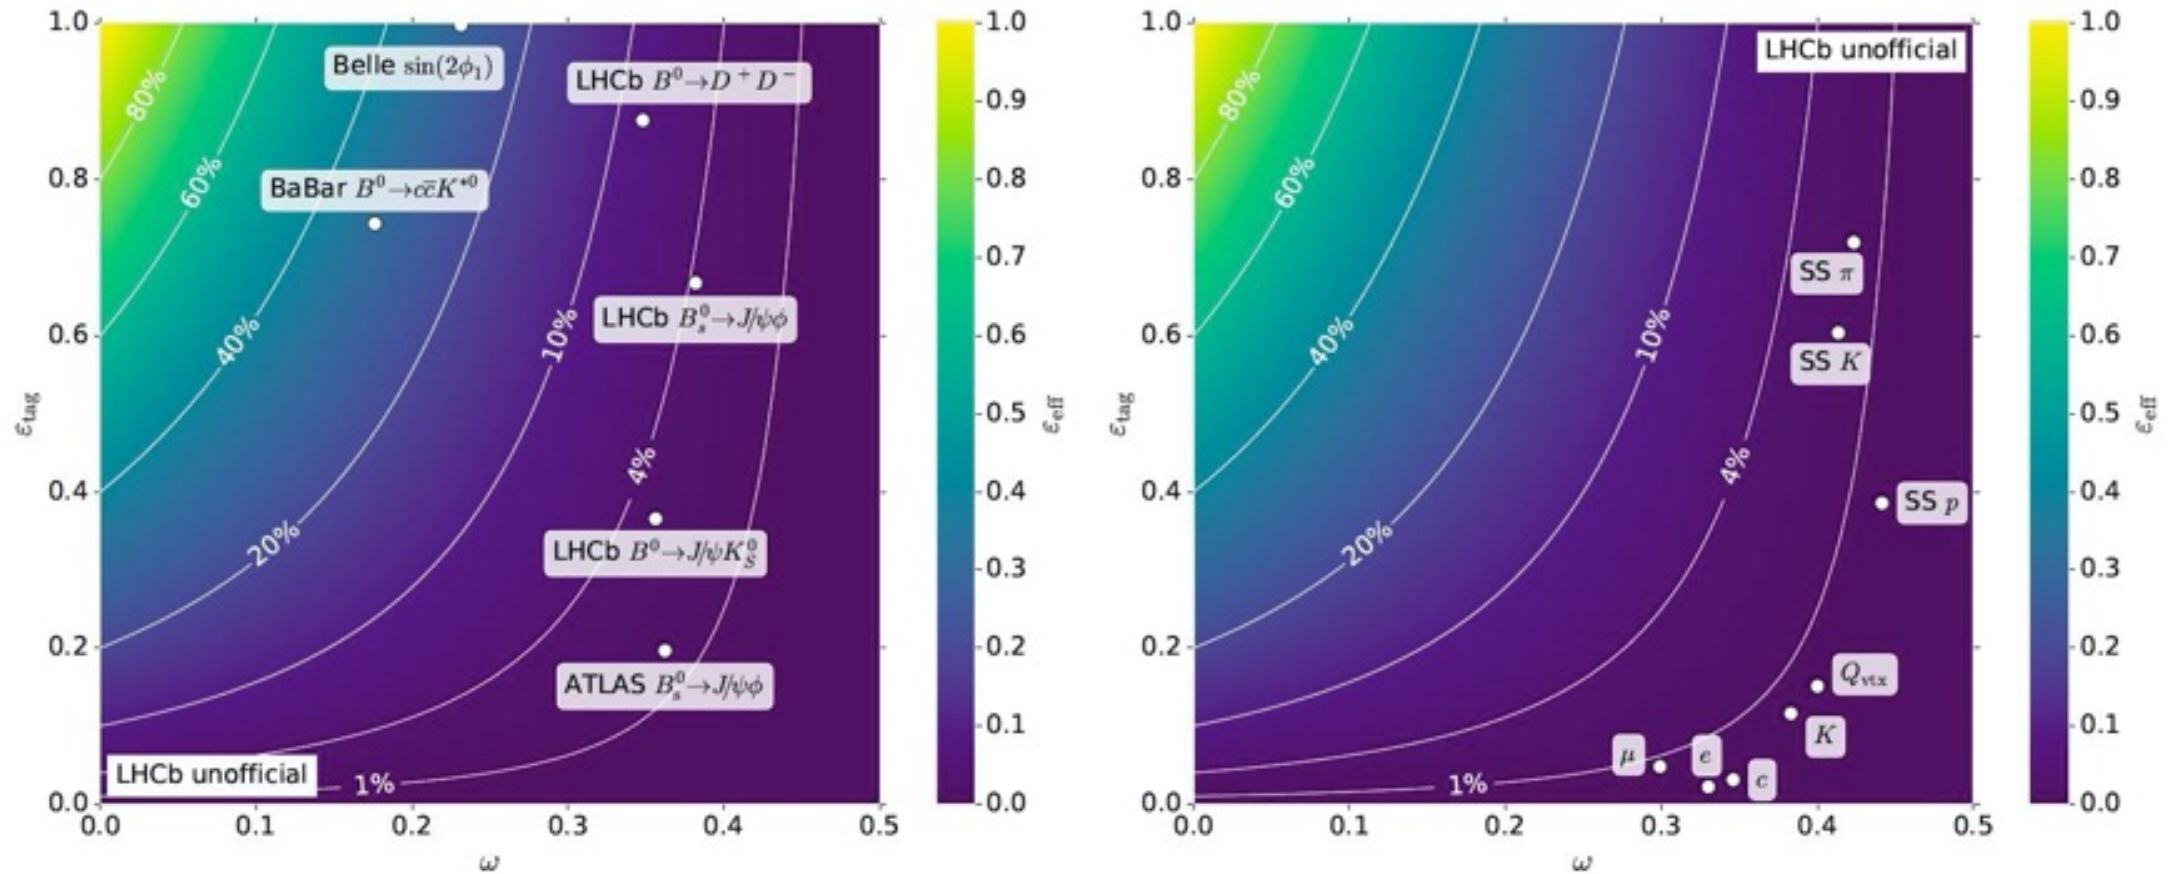 1.0
0.8
0.6
0.4
0.2
0.0
ε_tag
0.0 0.1 0.2 0.3 0.4 0.5
ω
80%
60%
40%
20%
10%
4%
1%
Belle sin(2ϕ₁)
LHCb B⁰→D⁺D⁻
BaBar B⁰→cc̅K*⁰
LHCb B⁰ₛ→J/ψϕ
LHCb B⁰→J/ψK⁰_S
ATLAS B⁰ₛ→J/ψϕ
LHCb unofficial
1.0
0.9
0.8
0.7
0.6
0.5
0.4
0.3
0.2
0.1
0.0
ε_eff
1.0
0.8
0.6
0.4
0.2
0.0
ε_tag
0.0 0.1 0.2 0.3 0.4 0.5
ω
LHCb unofficial
80%
60%
40%
20%
10%
4%
1%
SS π
SS K
SS p
Q_vtx
K
μ
e
c
1.0
0.9
0.8
0.7
0.6
0.5
0.4
0.3
0.2
0.1
0.0
ε_eff